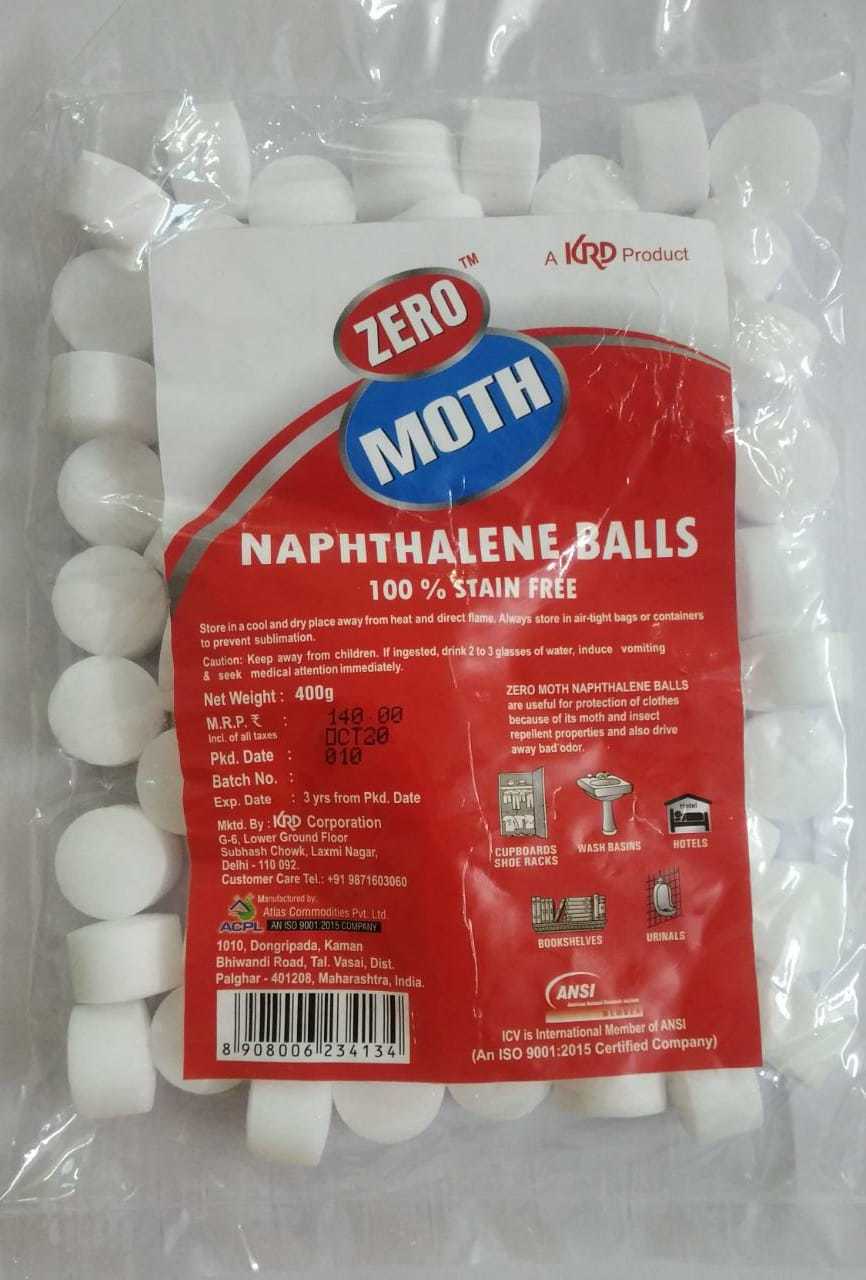 A KRD Product
ZERO TM
MOTH
NAPHTHALENE BALLS
100 % STAIN FREE
Store in a cool and dry place away from heat and direct flame. Always store in air-tight bags or containers
to prevent sublimation.
Caution: Keep away from children. If ingested, drink 2 to 3 glasses of water, induce vomiting
& seek medical attention immediately.
Net Weight : 400g
M.R.P. ₹ : 140.00
Incl. of all taxes
OCT20
Pkd. Date : 010
Batch No. :
Exp. Date : 3 yrs from Pkd. Date
Mktd. By : KRD Corporation
G-6, Lower Ground Floor
Subhash Chowk, Laxmi Nagar,
Delhi - 110 092.
Customer Care Tel.: +91 9871603060
Manufactured by:
Atlas Commodities Pvt. Ltd.
ACPL AN ISO 9001:2015 COMPANY
1010, Dongripada, Kaman
Bhiwandi Road, Tal. Vasai, Dist.
Palghar - 401208, Maharashtra, India.
8 908006 234134
ZERO MOTH NAPHTHALENE BALLS
are useful for protection of clothes
because of its moth and insect
repellent properties and also drive
away bad odor.
CUPBOARDS
SHOE RACKS
WASH BASINS
Hotel
HOTELS
BOOKSHELVES
URINALS
ANSI
American National Standards Institute
MEMBER
ICV is International Member of ANSI
(An ISO 9001:2015 Certified Company)